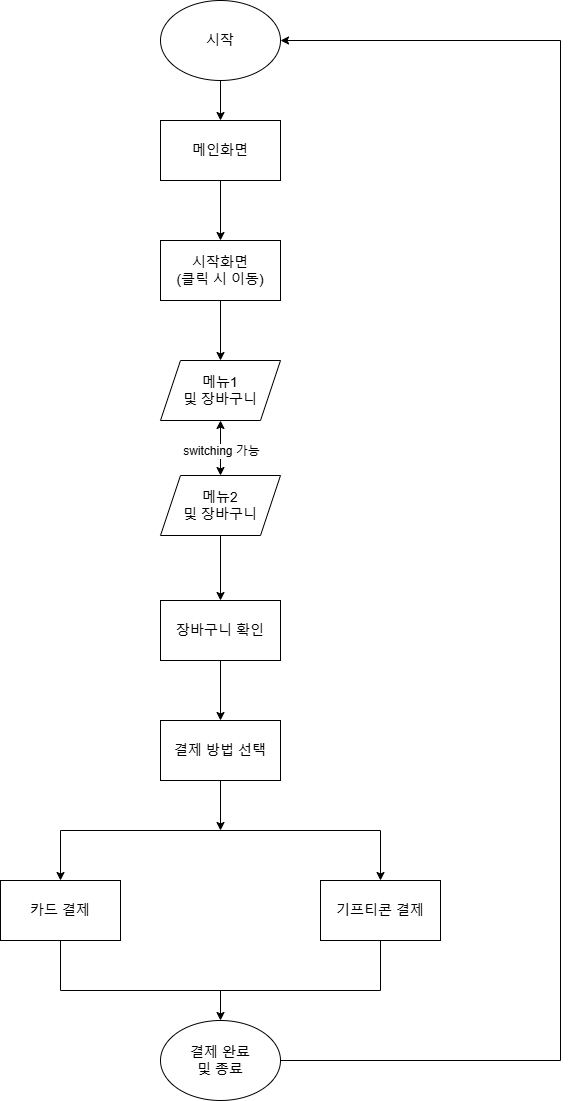 시작
메인화면
시작화면
(클릭 시 이동)
메뉴1
및 장바구니
switching 가능
메뉴2
및 장바구니
장바구니 확인
결제 방법 선택
카드 결제
기프티콘 결제
결제 완료
및 종료